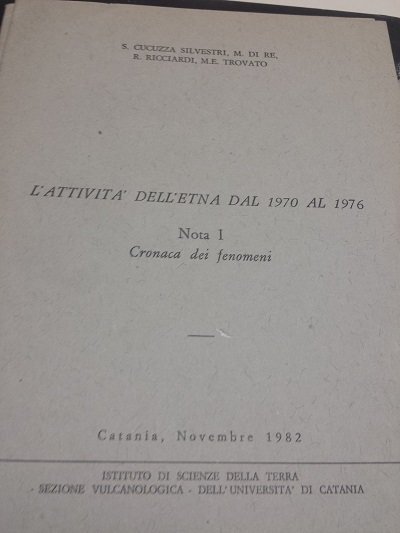 S. CUCUZZA SILVESTRI, M. DI RE,
R. RICCIARDI, M.E. TROVATO
L'ATTIVITA' DELL'ETNA DAL 1970 AL 1976
Nota I
Cronaca dei fenomeni
Catania, Novembre 1982
ISTITUTO DI SCIENZE DELLA TERRA
- SEZIONE VULCANOLOGICA - DELL'UNIVERSITA' DI CATANIA